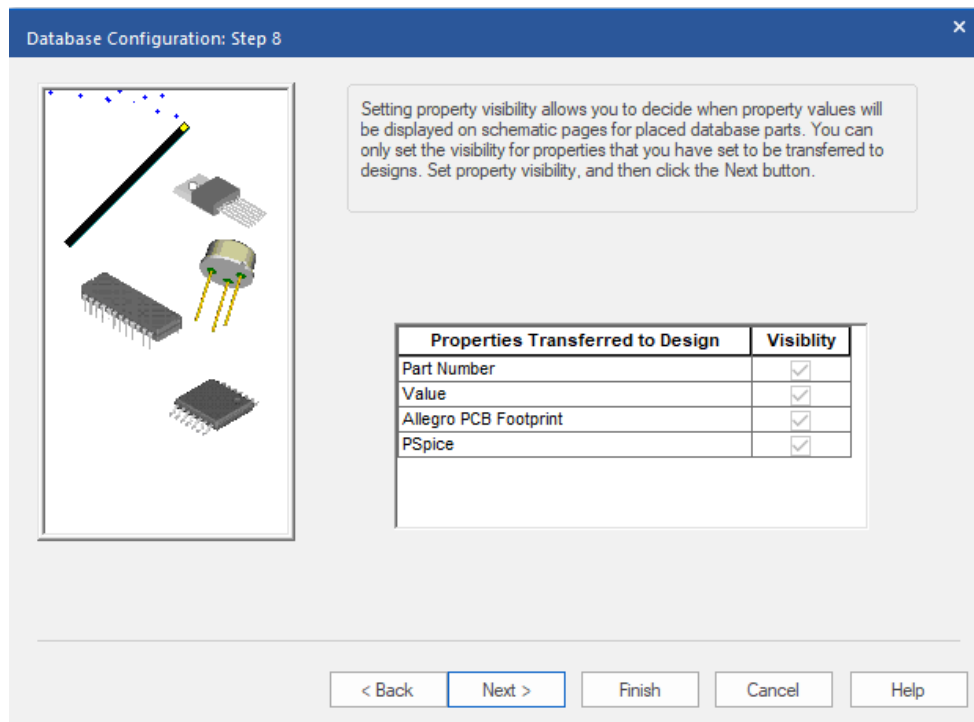 Database Configuration: Step 8
Setting property visibility allows you to decide when property values will
be displayed on schematic pages for placed database parts. You can
only set the visibility for properties that you have set to be transferred to
designs. Set property visibility, and then click the Next button.
Properties Transferred to Design Visiblity
Part Number
Value
Allegro PCB Footprint
PSpice
< Back Next > Finish Cancel Help